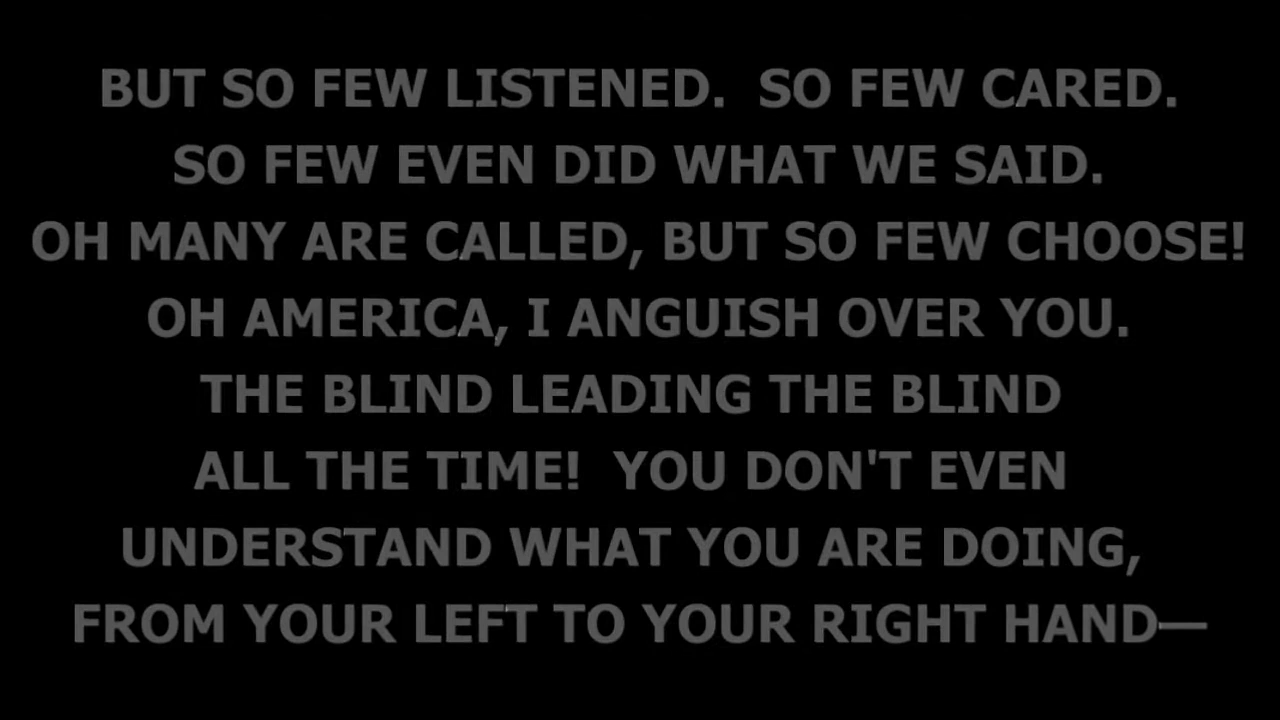 BUT SO FEW LISTENED.  SO FEW CARED.
SO FEW EVEN DID WHAT WE SAID.
OH MANY ARE CALLED, BUT SO FEW CHOOSE!
OH AMERICA, I ANGUISH OVER YOU.
THE BLIND LEADING THE BLIND
ALL THE TIME!  YOU DON'T EVEN
UNDERSTAND WHAT YOU ARE DOING,
FROM YOUR LEFT TO YOUR RIGHT HAND—